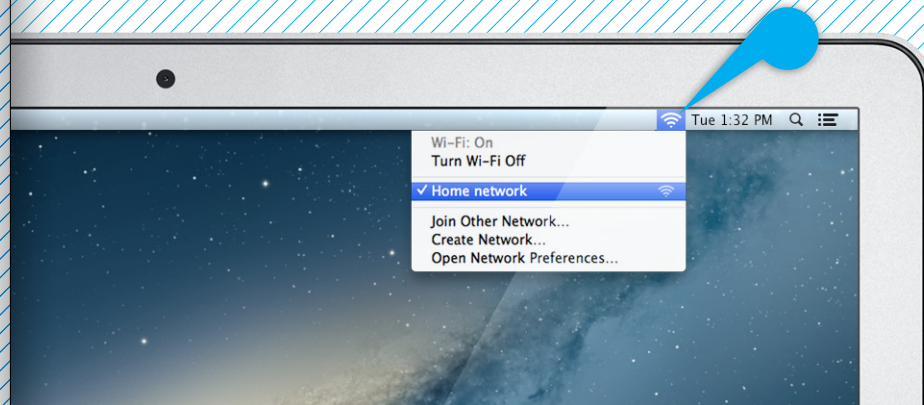 Tue 1:32 PM
Wi-Fi: On
Turn Wi-Fi Off
Home network
Join Other Network...
Create Network...
Open Network Preferences...